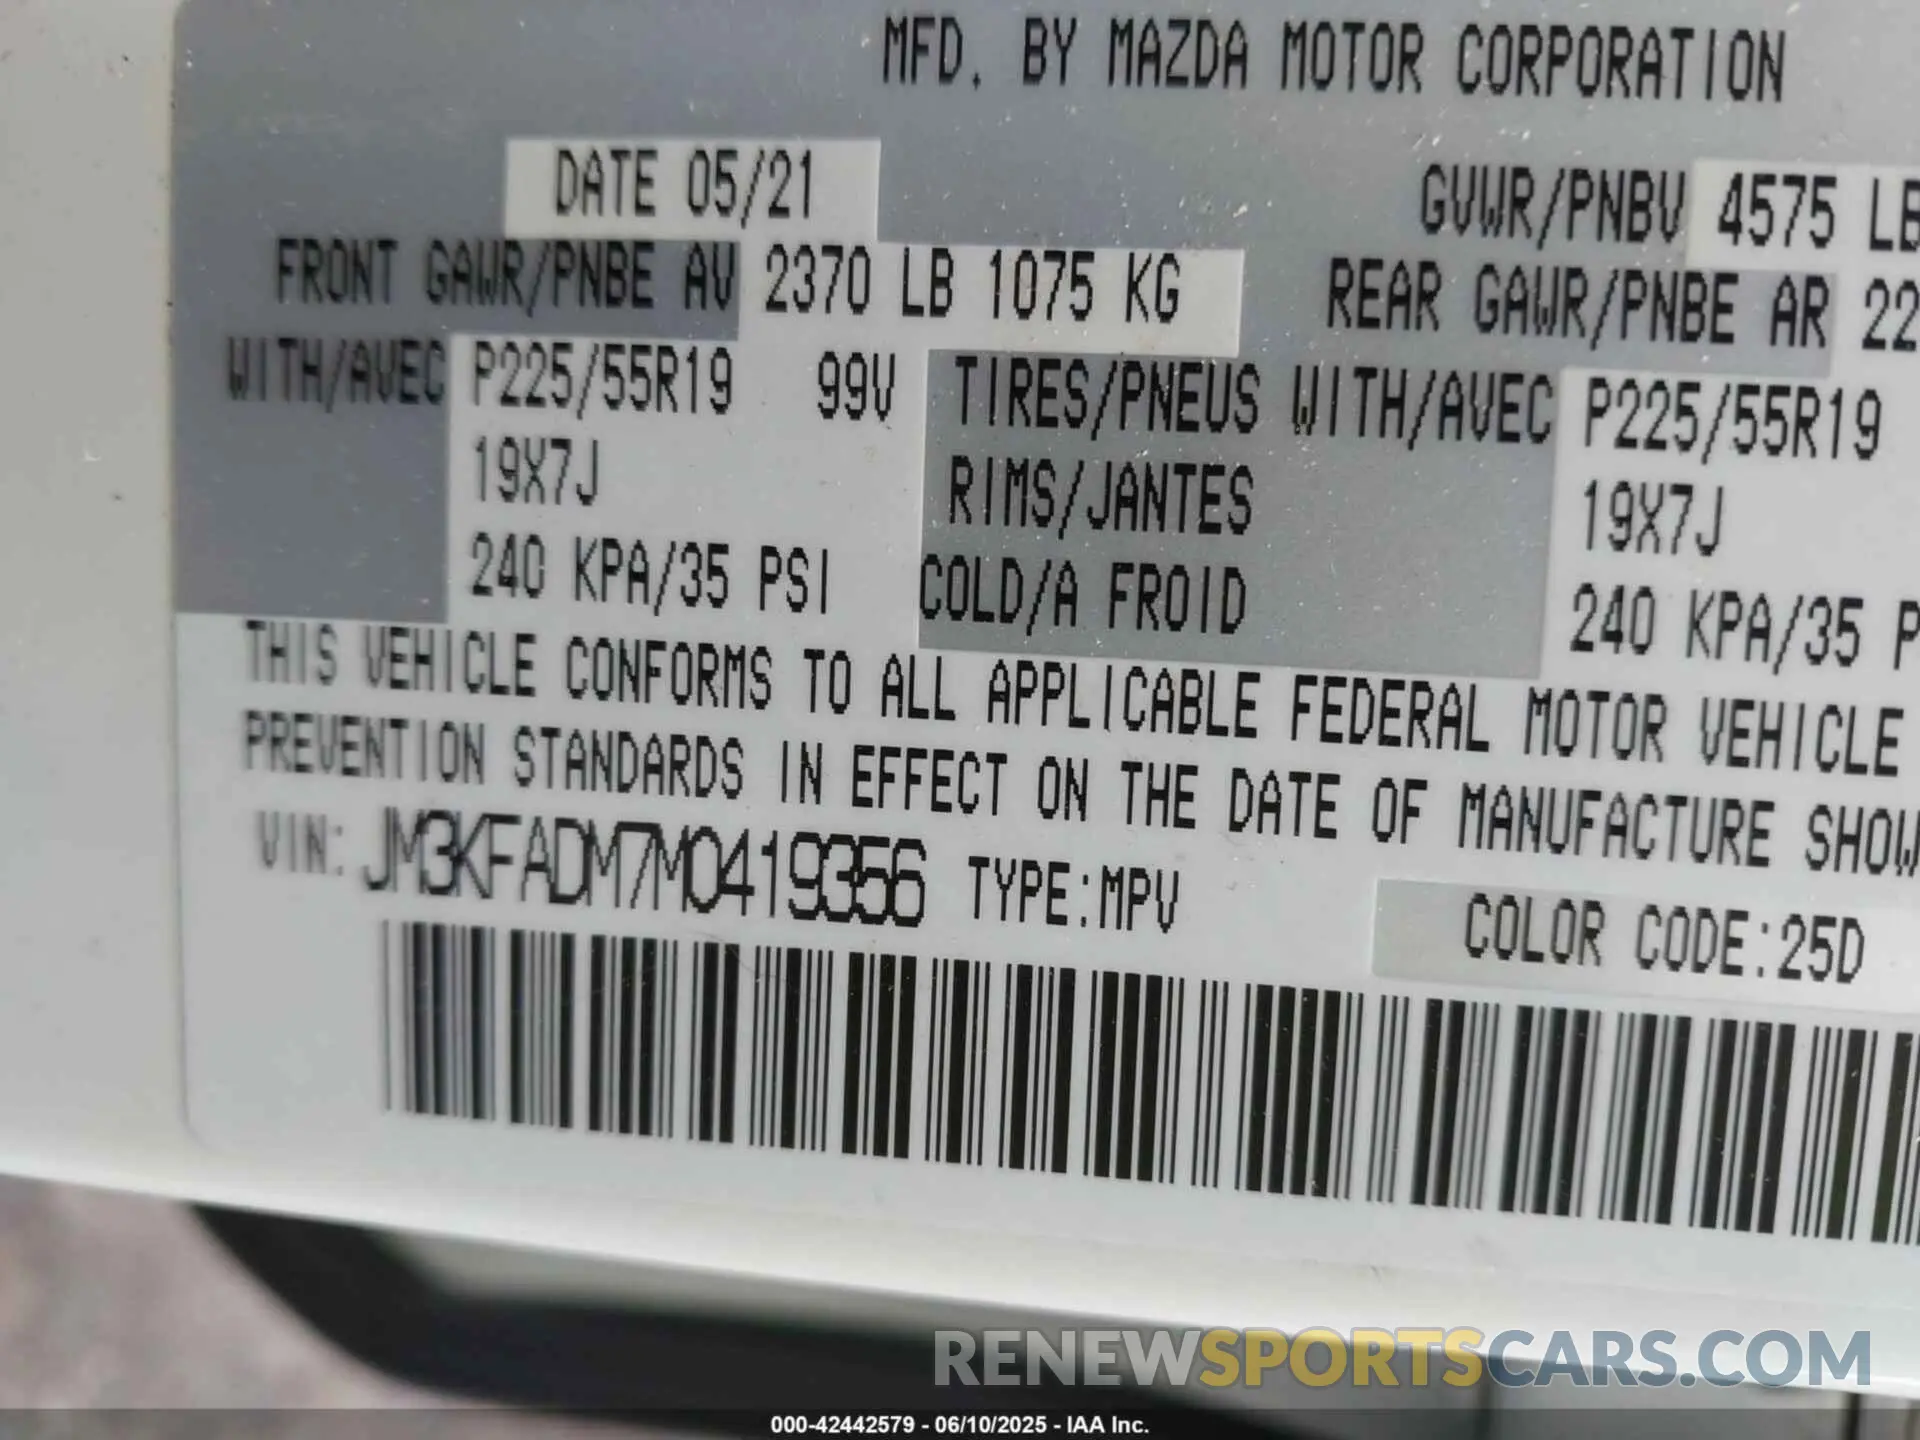 MFD. BY MAZDA MOTOR CORPORATION
DATE 05/21 GVWR/PNBV 4575 LB
FRONT GAWR/PNBE AV 2370 LB 1075 KG REAR GAWR/PNBE AR 22
WITH/AVEC P225/55R19 99V TIRES/PNEUS WITH/AVEC P225/55R19
19X7J RIMS/JANTES 19X7J
240 KPA/35 PSI COLD/A FROID 240 KPA/35 P
THIS VEHICLE CONFORMS TO ALL APPLICABLE FEDERAL MOTOR VEHICLE
PREVENTION STANDARDS IN EFFECT ON THE DATE OF MANUFACTURE SHOW
VIN: JM3KFADM7M0419356 TYPE:MPV
COLOR CODE:25D
RENEWSPORTSCARS.COM
000-42442579 - 06/10/2025 - IAA Inc.